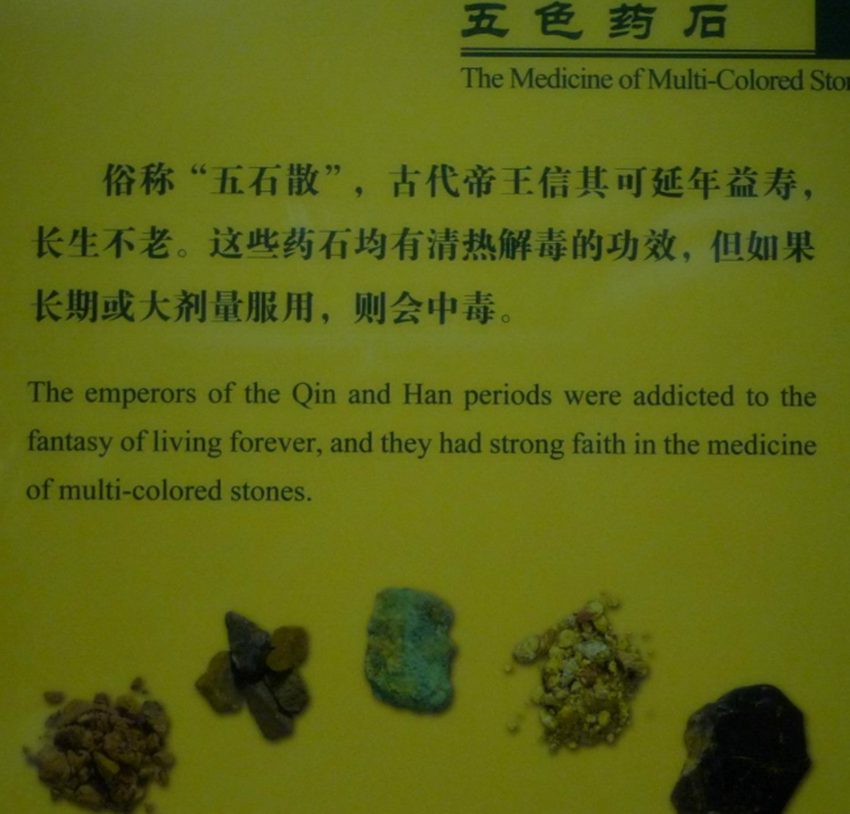 五色药石
The Medicine of Multi-Colored
俗称“五石散”，古代帝王信其可延年益寿，
长生不老。这些药石均有清热解毒的功效，但如果
长期或大剂量服用，则会中毒。
The emperors of the Qin and Han periods were addicted to the
fantasy of living forever, and they had strong faith in the medicine
of multi-colored stones.